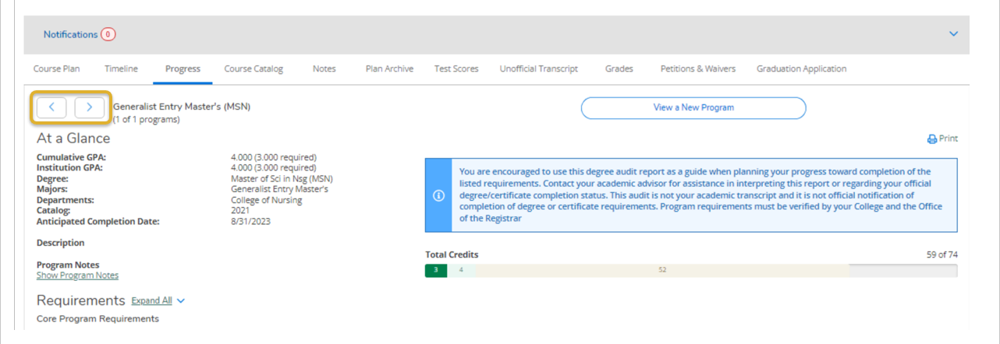 Notifications 0
Course Plan Timeline Progress Course Catalog Notes Plan Archive Test Scores Unofficial Transcript Grades Petitions & Waivers Graduation Application
Generalist Entry Master's (MSN)
(1 of 1 programs)
View a New Program
At a Glance
Print
Cumulative GPA: 4.000 (3.000 required)
Institution GPA: 4.000 (3.000 required)
Degree: Master of Sci in Nsg (MSN)
Majors: Generalist Entry Master's
Departments: College of Nursing
Catalog: 2021
Anticipated Completion Date: 8/31/2023
Description
Program Notes
Show Program Notes
You are encouraged to use this degree audit report as a guide when planning your progress toward completion of the
listed requirements. Contact your academic advisor for assistance in interpreting this report or regarding your official
degree/certificate completion status. This audit is not your academic transcript and it is not official notification of
completion of degree or certificate requirements. Program requirements must be verified by your College and the Office
of the Registrar
Total Credits 59 of 74
3 4 52
Requirements Expand All
Core Program Requirements